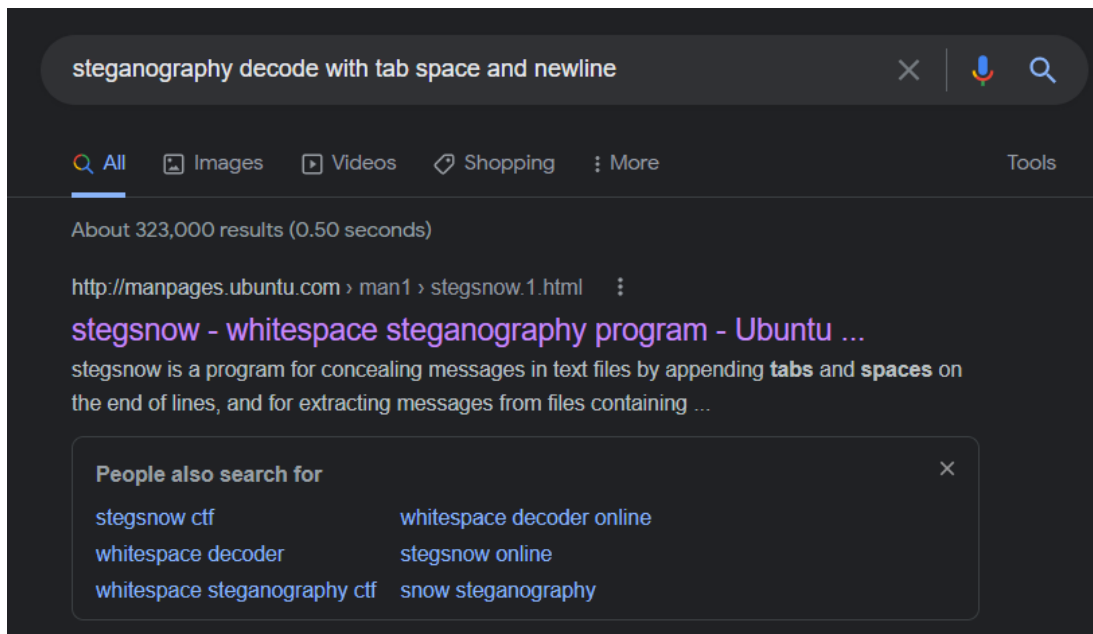 steganography decode with tab space and newline
All Images Videos Shopping More Tools
About 323,000 results (0.50 seconds)
http://manpages.ubuntu.com › man1 › stegsnow.1.html
stegsnow - whitespace steganography program - Ubuntu ...
stegsnow is a program for concealing messages in text files by appending tabs and spaces on
the end of lines, and for extracting messages from files containing ...
People also search for
stegsnow ctf whitespace decoder online
whitespace decoder stegsnow online
whitespace steganography ctf snow steganography